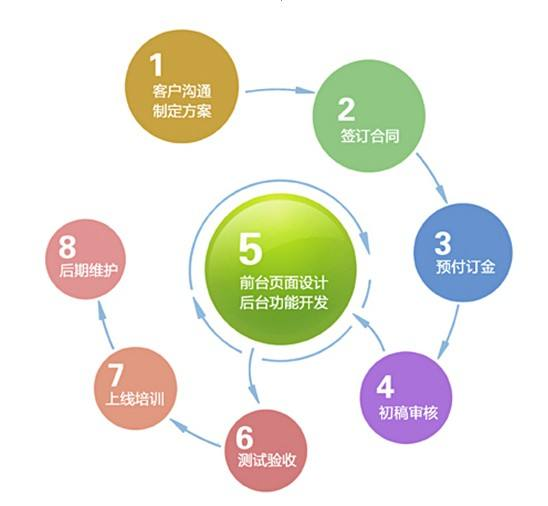 1
客户沟通
制定方案
2
签订合同
3
预付订金
4
初稿审核
5
前台页面设计
后台功能开发
6
测试验收
7
上线培训
8
后期维护